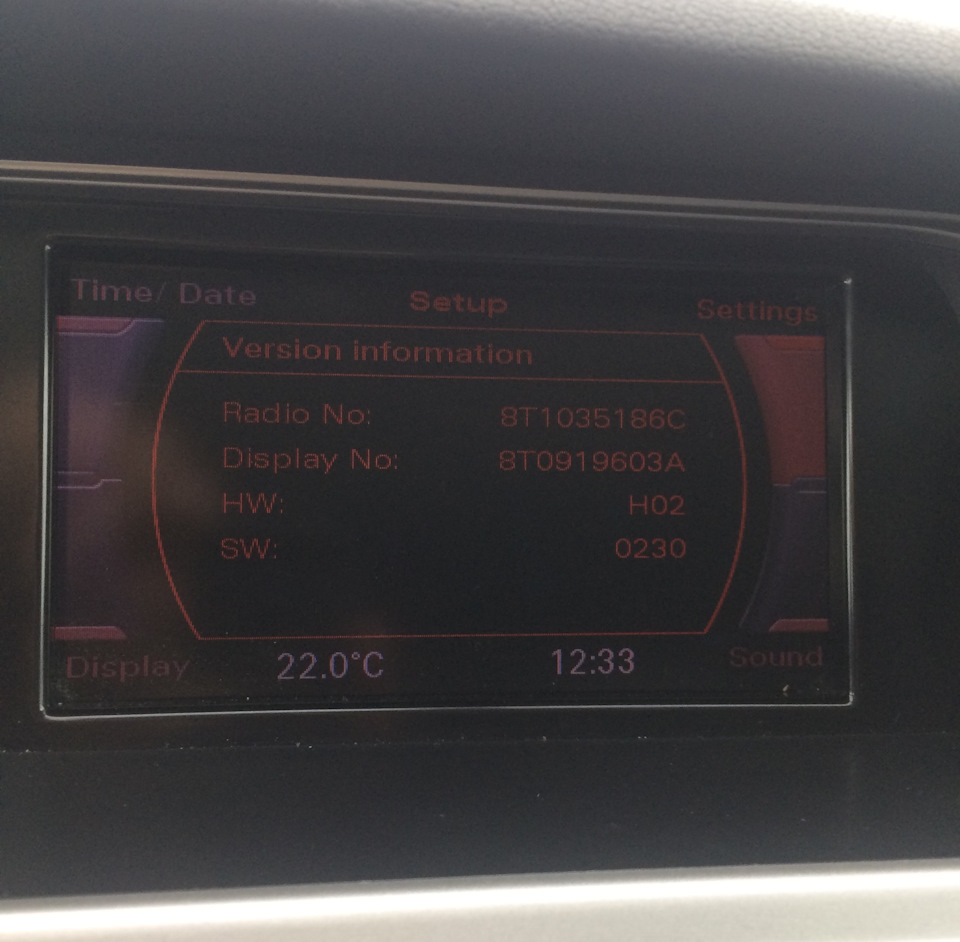 Time/ Date Setup Settings
Version information
Radio No: 8T1035186C
Display No: 8T0919603A
HW: H02
SW: 0230
Display 22.0°C 12:33 Sound